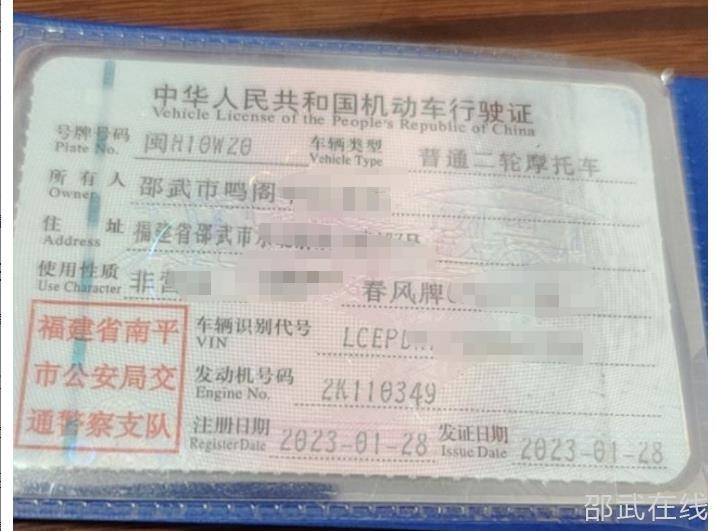 中华人民共和国机动车行驶证
Vehicle License of the People's Republic of China
号牌号码 闽H10W20 车辆类型 普通二轮摩托车
Plate No. Vehicle Type
所有人 邵武市鸣阁
Owner
住址 福建省邵武市
Address
使用性质 非营 春风牌
Use Character
福建省南平
市公安局交
通警察支队
车辆识别代号 LCEPD
VIN
发动机号码 2K110349
Engine No.
注册日期 2023-01-28 发证日期 2023-01-28
Register Date Issue Date
邵武在线